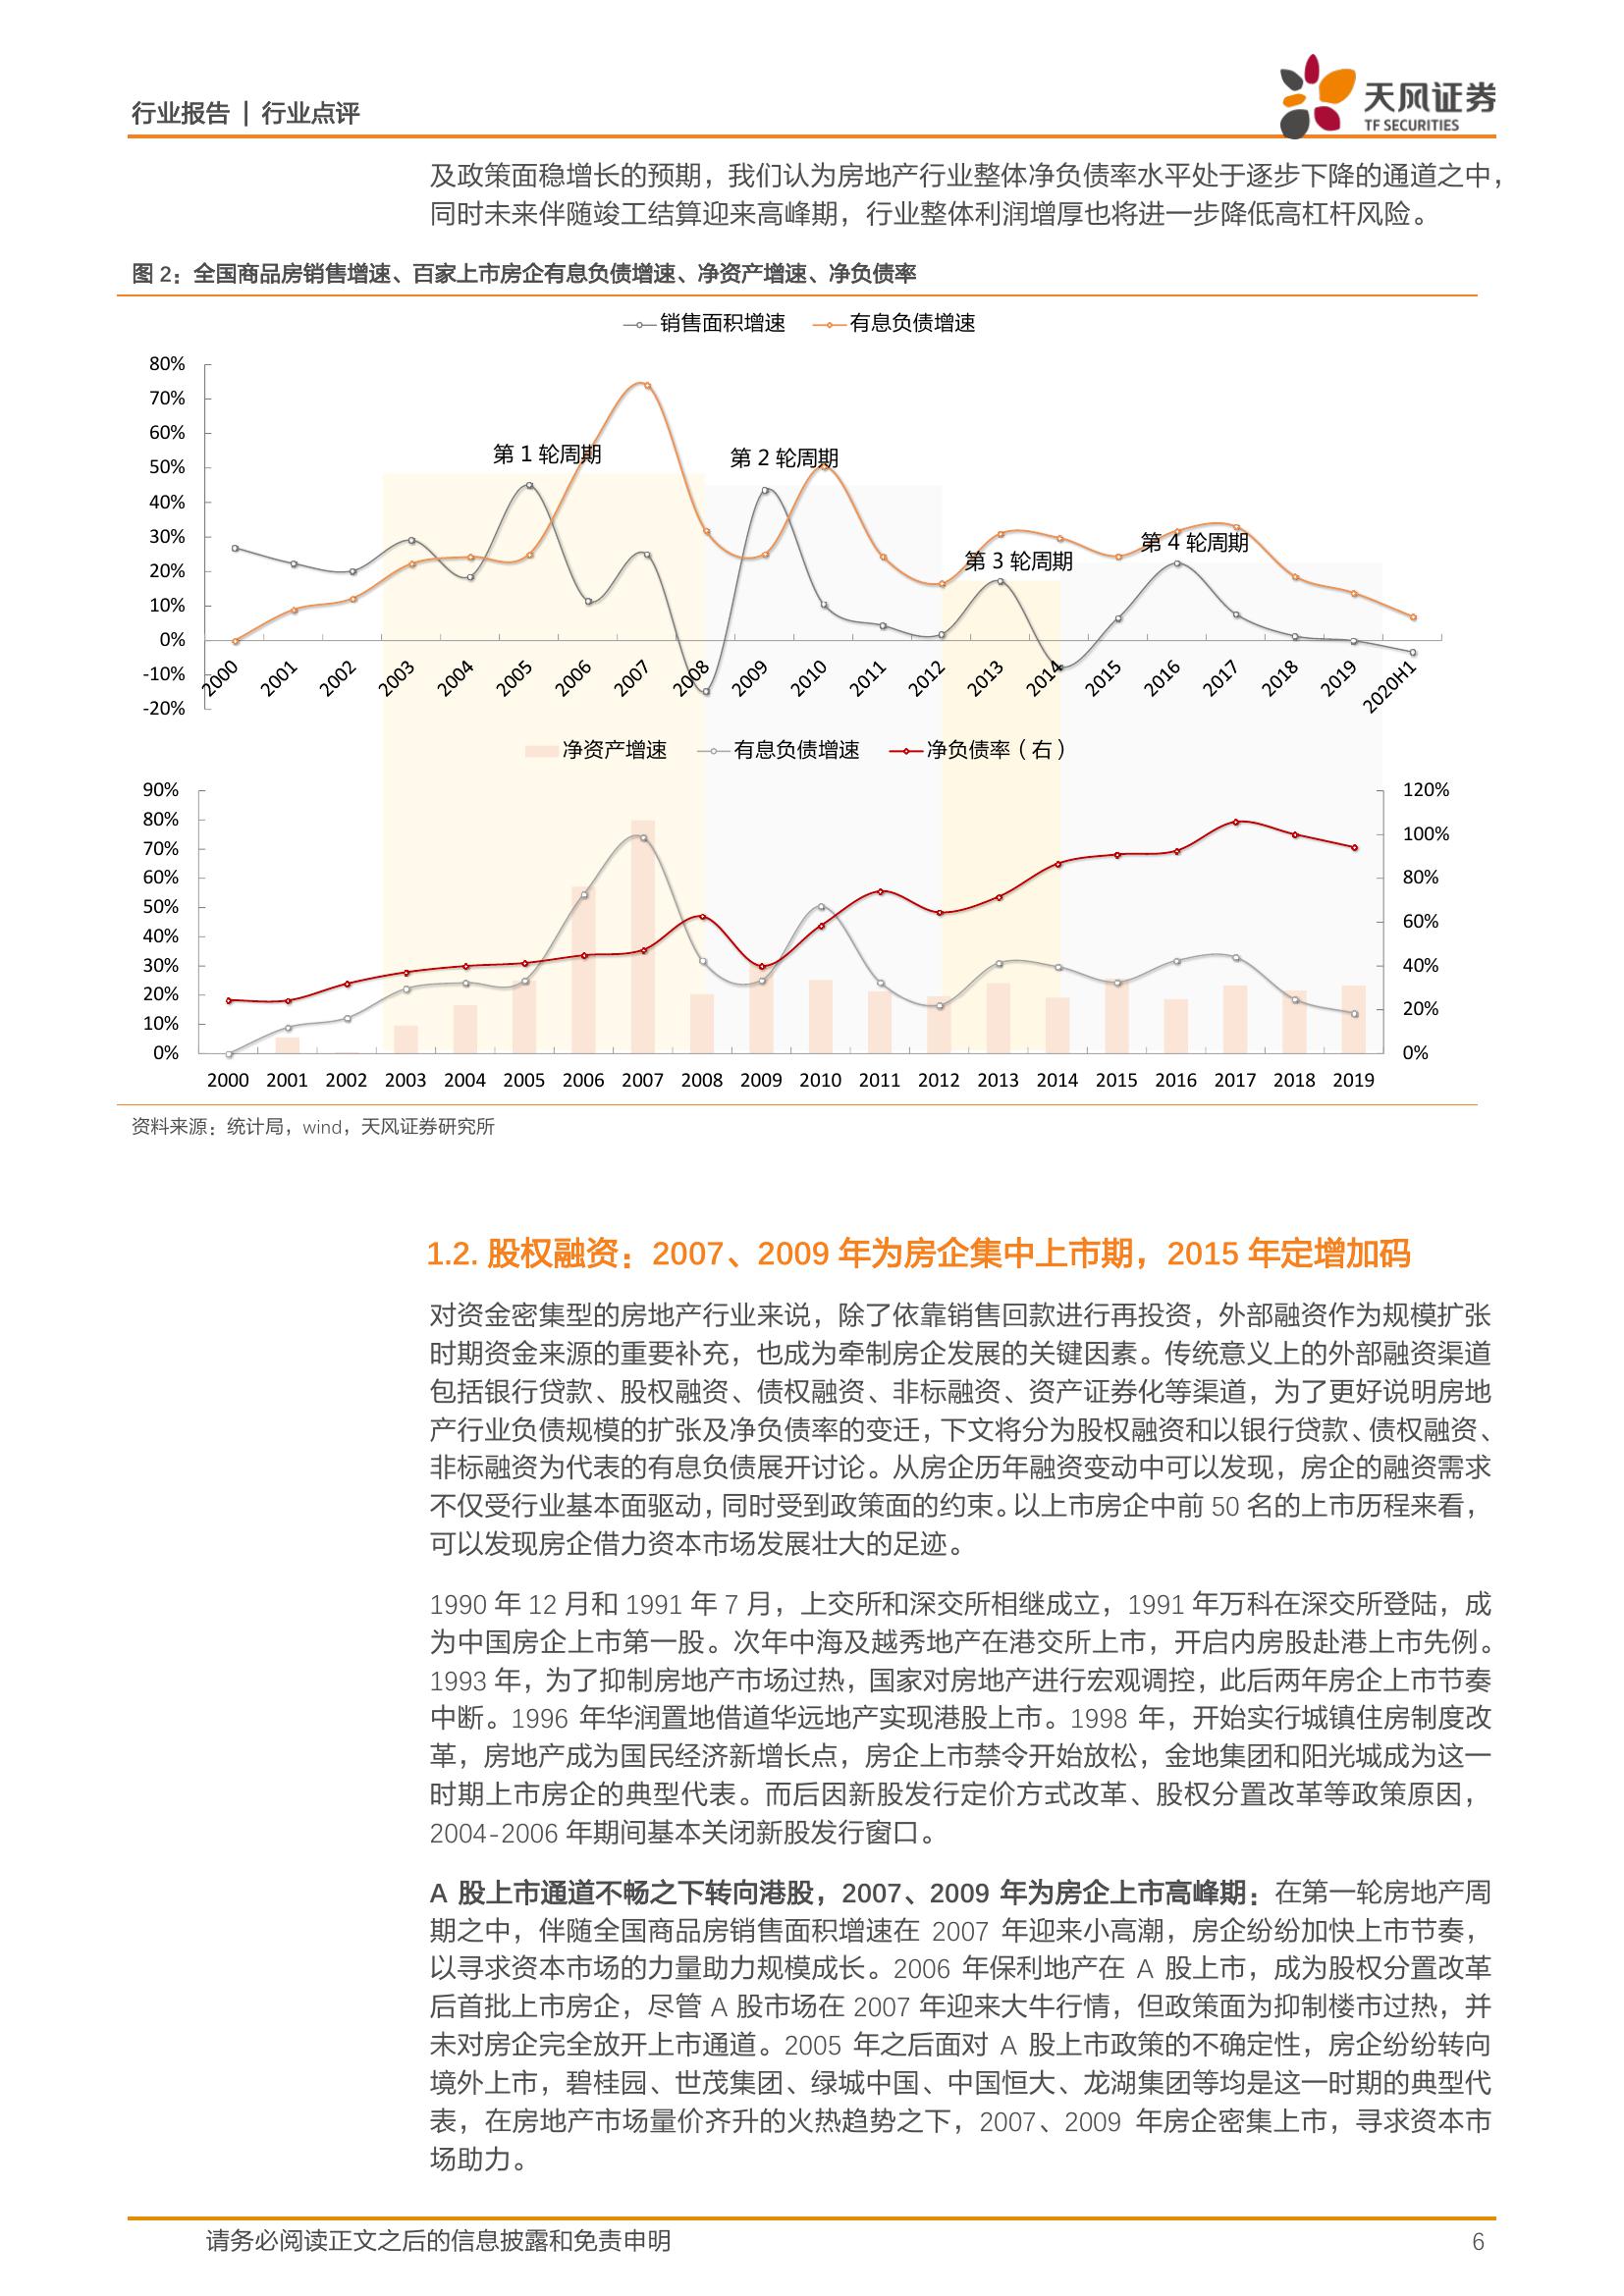 行业报告 | 行业点评
天风证券
TF SECURITIES
及政策面稳增长的预期，我们认为房地产行业整体净负债率水平处于逐步下降的通道之中，
同时未来伴随竣工结算迎来高峰期，行业整体利润增厚也将进一步降低高杠杆风险。
图 2：全国商品房销售增速、百家上市房企有息负债增速、净资产增速、净负债率
销售面积增速 有息负债增速
80%
70%
60%
50%
40%
30%
20%
10%
0%
-10%
-20%
第 1 轮周期
第 2 轮周期
第 3 轮周期
第 4 轮周期
2000 2001 2002 2003 2004 2005 2006 2007 2008 2009 2010 2011 2012 2013 2014 2015 2016 2017 2018 2019 2020H1
净资产增速 有息负债增速 净负债率（右）
90%
80%
70%
60%
50%
40%
30%
20%
10%
0%
120%
100%
80%
60%
40%
20%
0%
2000 2001 2002 2003 2004 2005 2006 2007 2008 2009 2010 2011 2012 2013 2014 2015 2016 2017 2018 2019
资料来源：统计局，wind，天风证券研究所
1.2. 股权融资：2007、2009 年为房企集中上市期，2015 年定增加码
对资金密集型的房地产行业来说，除了依靠销售回款进行再投资，外部融资作为规模扩张
时期资金来源的重要补充，也成为牵制房企发展的关键因素。传统意义上的外部融资渠道
包括银行贷款、股权融资、债权融资、非标融资、资产证券化等渠道，为了更好说明房地
产行业负债规模的扩张及净负债率的变迁，下文将分为股权融资和以银行贷款、债权融资、
非标融资为代表的有息负债展开讨论。从房企历年融资变动中可以发现，房企的融资需求
不仅受行业基本面驱动，同时受到政策面的约束。以上市房企中前 50 名的上市历程来看，
可以发现房企借力资本市场发展壮大的足迹。
1990 年 12 月和 1991 年 7 月，上交所和深交所相继成立，1991 年万科在深交所登陆，成
为中国房企上市第一股。次年中海及越秀地产在港交所上市，开启内房股赴港上市先例。
1993 年，为了抑制房地产市场过热，国家对房地产进行宏观调控，此后两年房企上市节奏
中断。1996 年华润置地借道华远地产实现港股上市。1998 年，开始实行城镇住房制度改
革，房地产成为国民经济新增长点，房企上市禁令开始放松，金地集团和阳光城成为这一
时期上市房企的典型代表。而后因新股发行定价方式改革、股权分置改革等政策原因，
2004-2006 年期间基本关闭新股发行窗口。
A 股上市通道不畅之下转向港股，2007、2009 年为房企上市高峰期：在第一轮房地产周
期之中，伴随全国商品房销售面积增速在 2007 年迎来小高潮，房企纷纷加快上市节奏，
以寻求资本市场的力量助力规模成长。2006 年保利地产在 A 股上市，成为股权分置改革
后首批上市房企，尽管 A 股市场在 2007 年迎来大牛行情，但政策面为抑制楼市过热，并
未对房企完全放开上市通道。2005 年之后面对 A 股上市政策的不确定性，房企纷纷转向
境外上市，碧桂园、世茂集团、绿城中国、中国恒大、龙湖集团等均是这一时期的典型代
表，在房地产市场量价齐升的火热趋势之下，2007、2009 年房企密集上市，寻求资本市
场助力。
请务必阅读正文之后的信息披露和免责申明
6